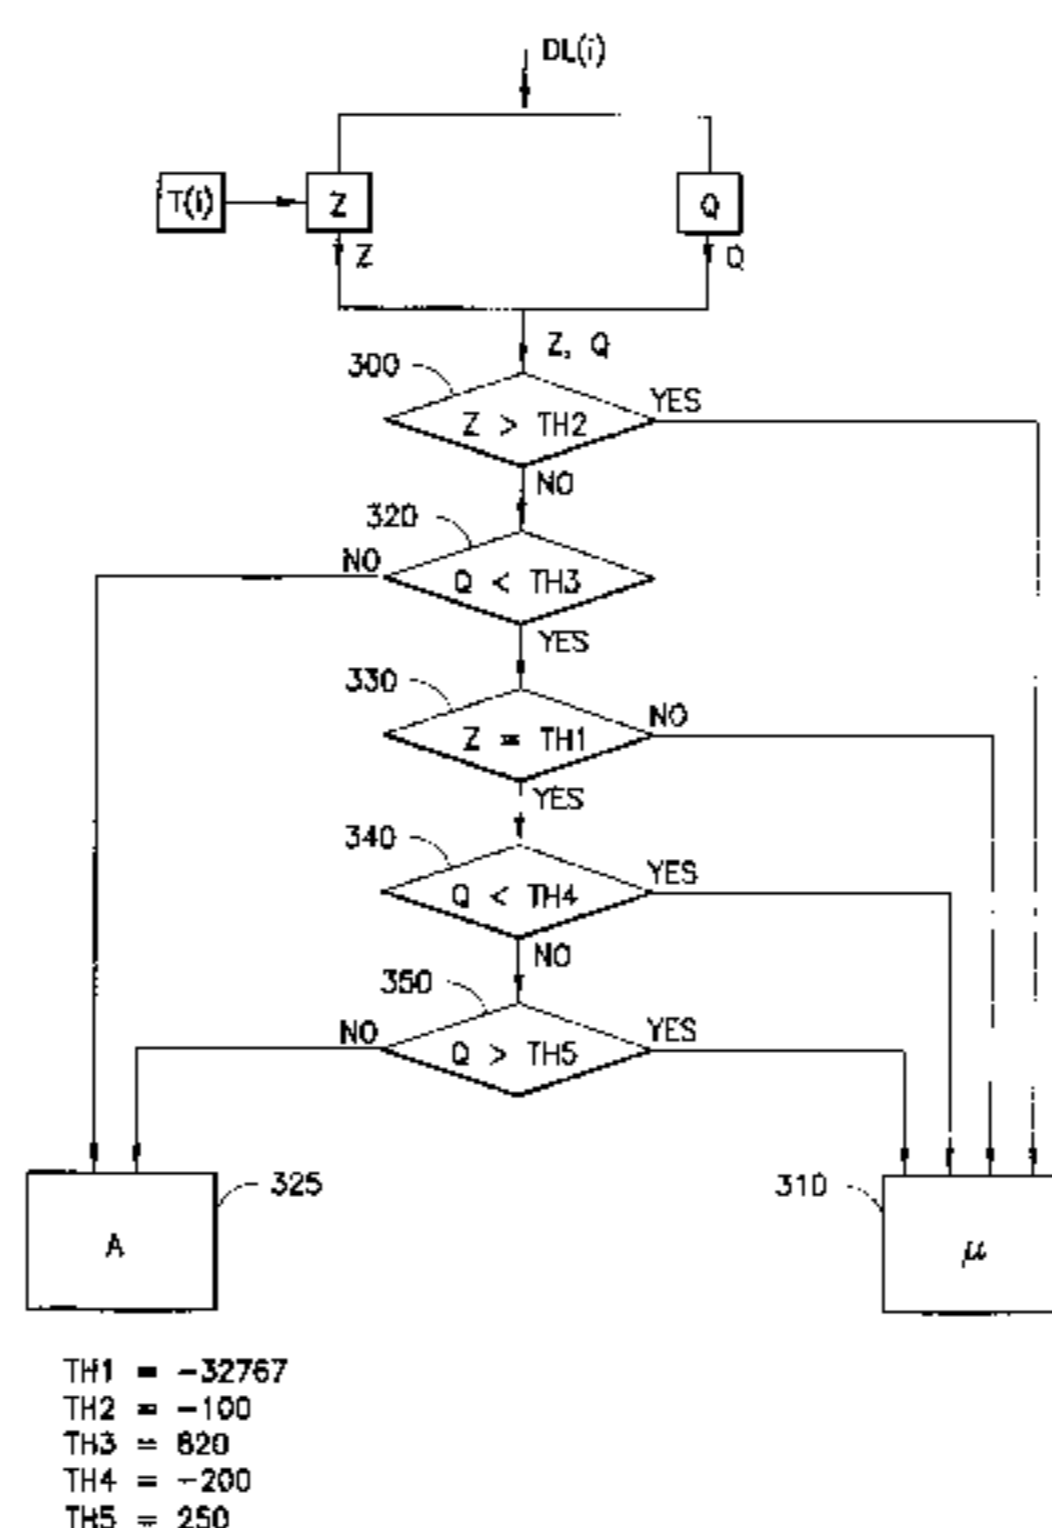 DL(i)
T(i)
Z
Q
Z
Q
Z, Q
300
Z > TH2
YES
NO
320
NO
Q < TH3
YES
330
Z = TH1
NO
YES
340
Q < TH4
YES
NO
350
NO
Q > TH5
YES
325
310
A
μ
TH1 = -32767
TH2 = -100
TH3 = 820
TH4 = -200
TH5 = 250